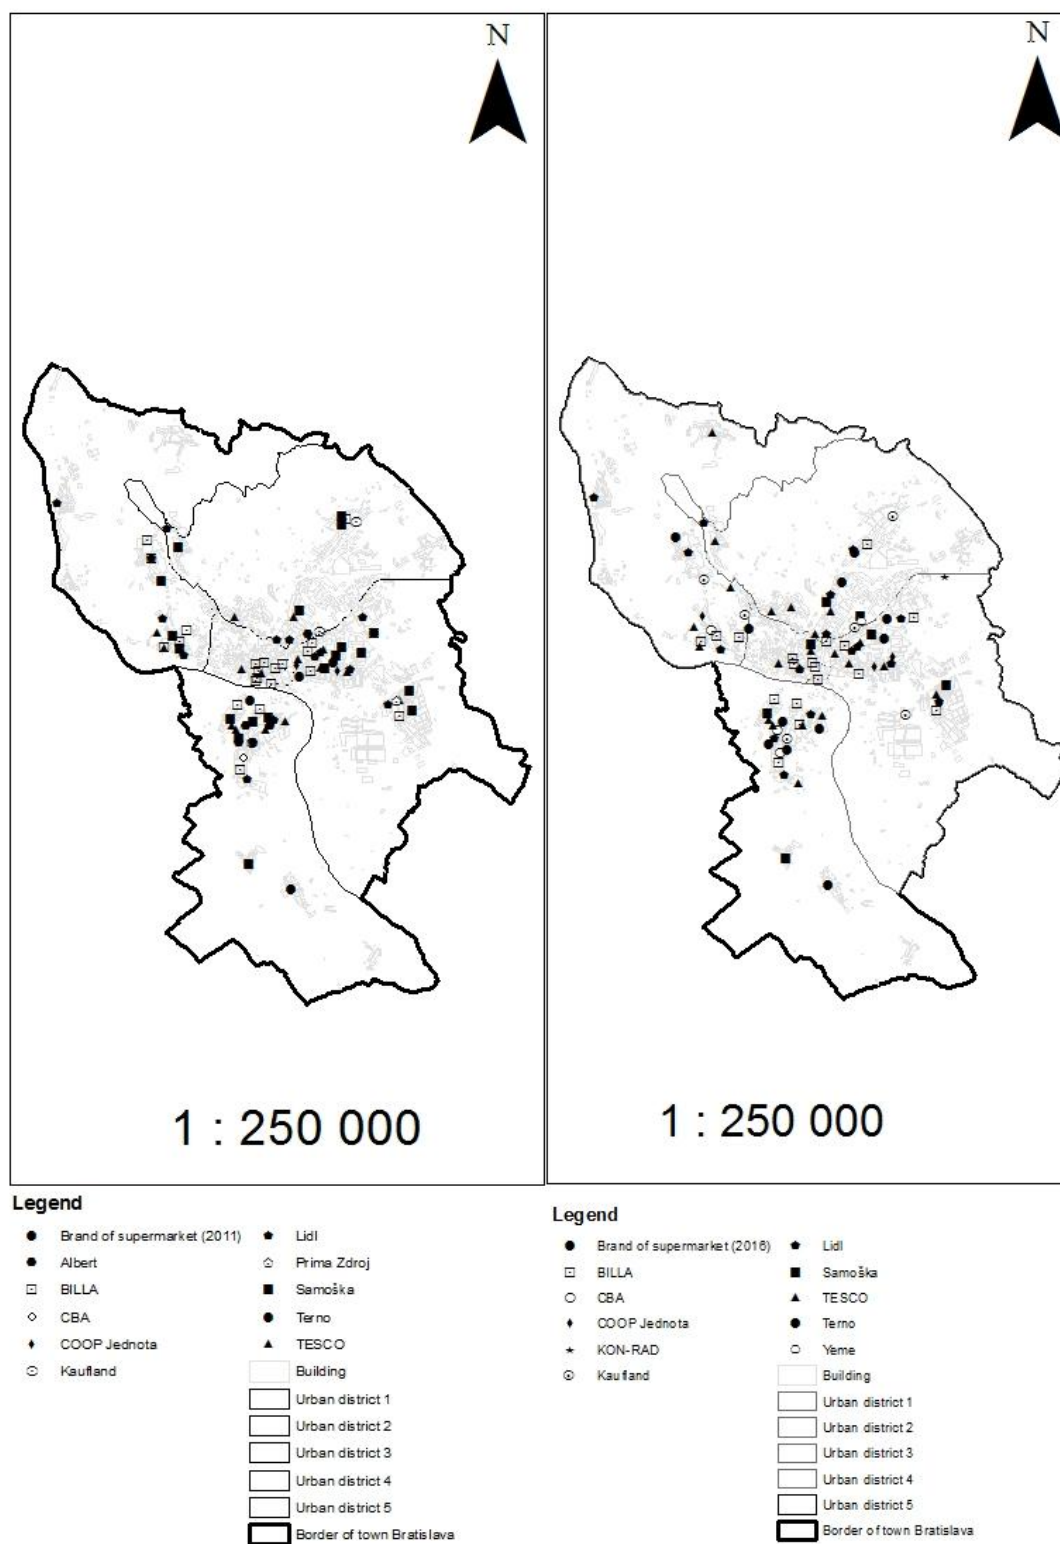 N
1 : 250 000
Legend
Brand of supermarket (2011)
Albert
BILLA
CBA
COOP Jednota
Kaufland
Lidl
Prima Zdroj
Samoška
Terno
TESCO
Building
Urban district 1
Urban district 2
Urban district 3
Urban district 4
Urban district 5
Border of town Bratislava
N
1 : 250 000
Legend
Brand of supermarket (2016)
BILLA
CBA
COOP Jednota
KON-RAD
Kaufland
Lidl
Samoška
TESCO
Terno
Yeme
Building
Urban district 1
Urban district 2
Urban district 3
Urban district 4
Urban district 5
Border of town Bratislava